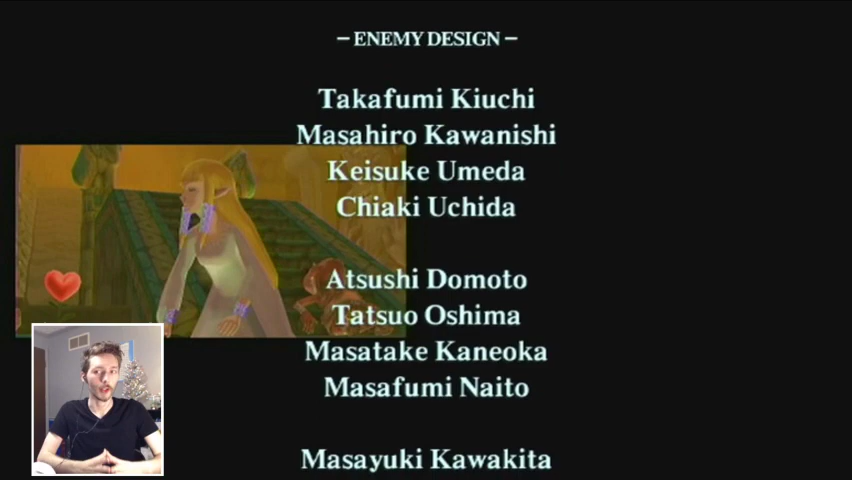 – ENEMY DESIGN –
Takafumi Kiuchi
Masahiro Kawanishi
Keisuke Umeda
Chiaki Uchida
Atsushi Domoto
Tatsuo Oshima
Masatake Kaneoka
Masafumi Naito
Masayuki Kawakita